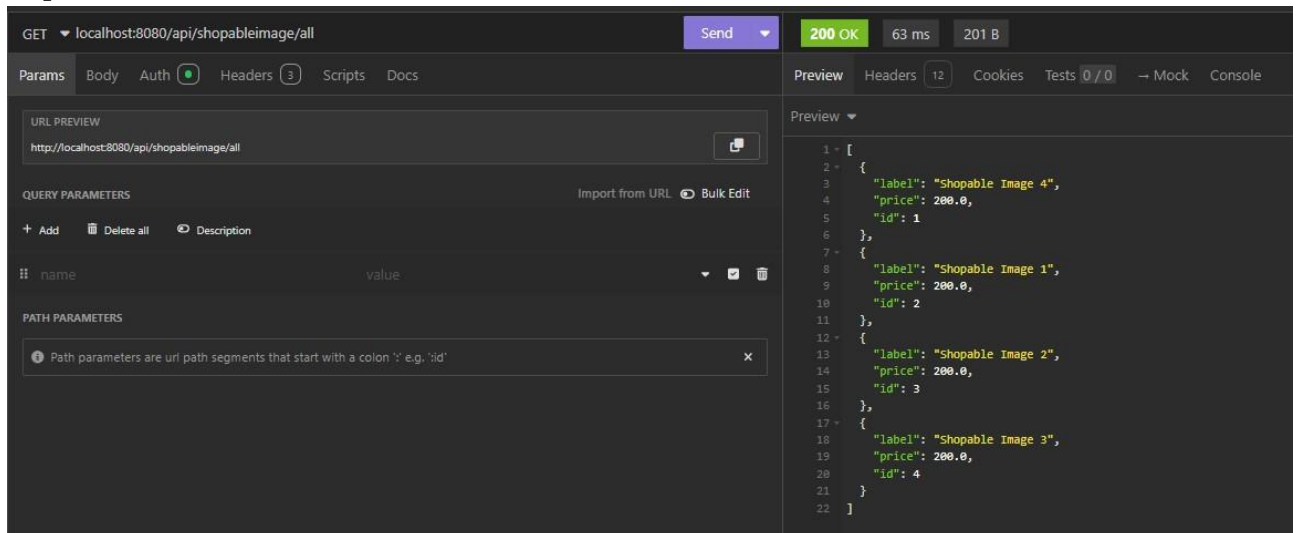 GET localhost:8080/api/shopableimage/all Send
Params Body Auth Headers 3 Scripts Docs
URL PREVIEW
http://localhost:8080/api/shopableimage/all
QUERY PARAMETERS Import from URL Bulk Edit
+ Add Delete all Description
name value
PATH PARAMETERS
Path parameters are url path segments that start with a colon ':' e.g. ':id'
200 OK 63 ms 201 B
Preview Headers 12 Cookies Tests 0 / 0 → Mock Console
Preview
1 [
2 {
3 "label": "Shopable Image 4",
4 "price": 200.0,
5 "id": 1
6 },
7 {
8 "label": "Shopable Image 1",
9 "price": 200.0,
10 "id": 2
11 },
12 {
13 "label": "Shopable Image 2",
14 "price": 200.0,
15 "id": 3
16 },
17 {
18 "label": "Shopable Image 3",
19 "price": 200.0,
20 "id": 4
21 }
22 ]